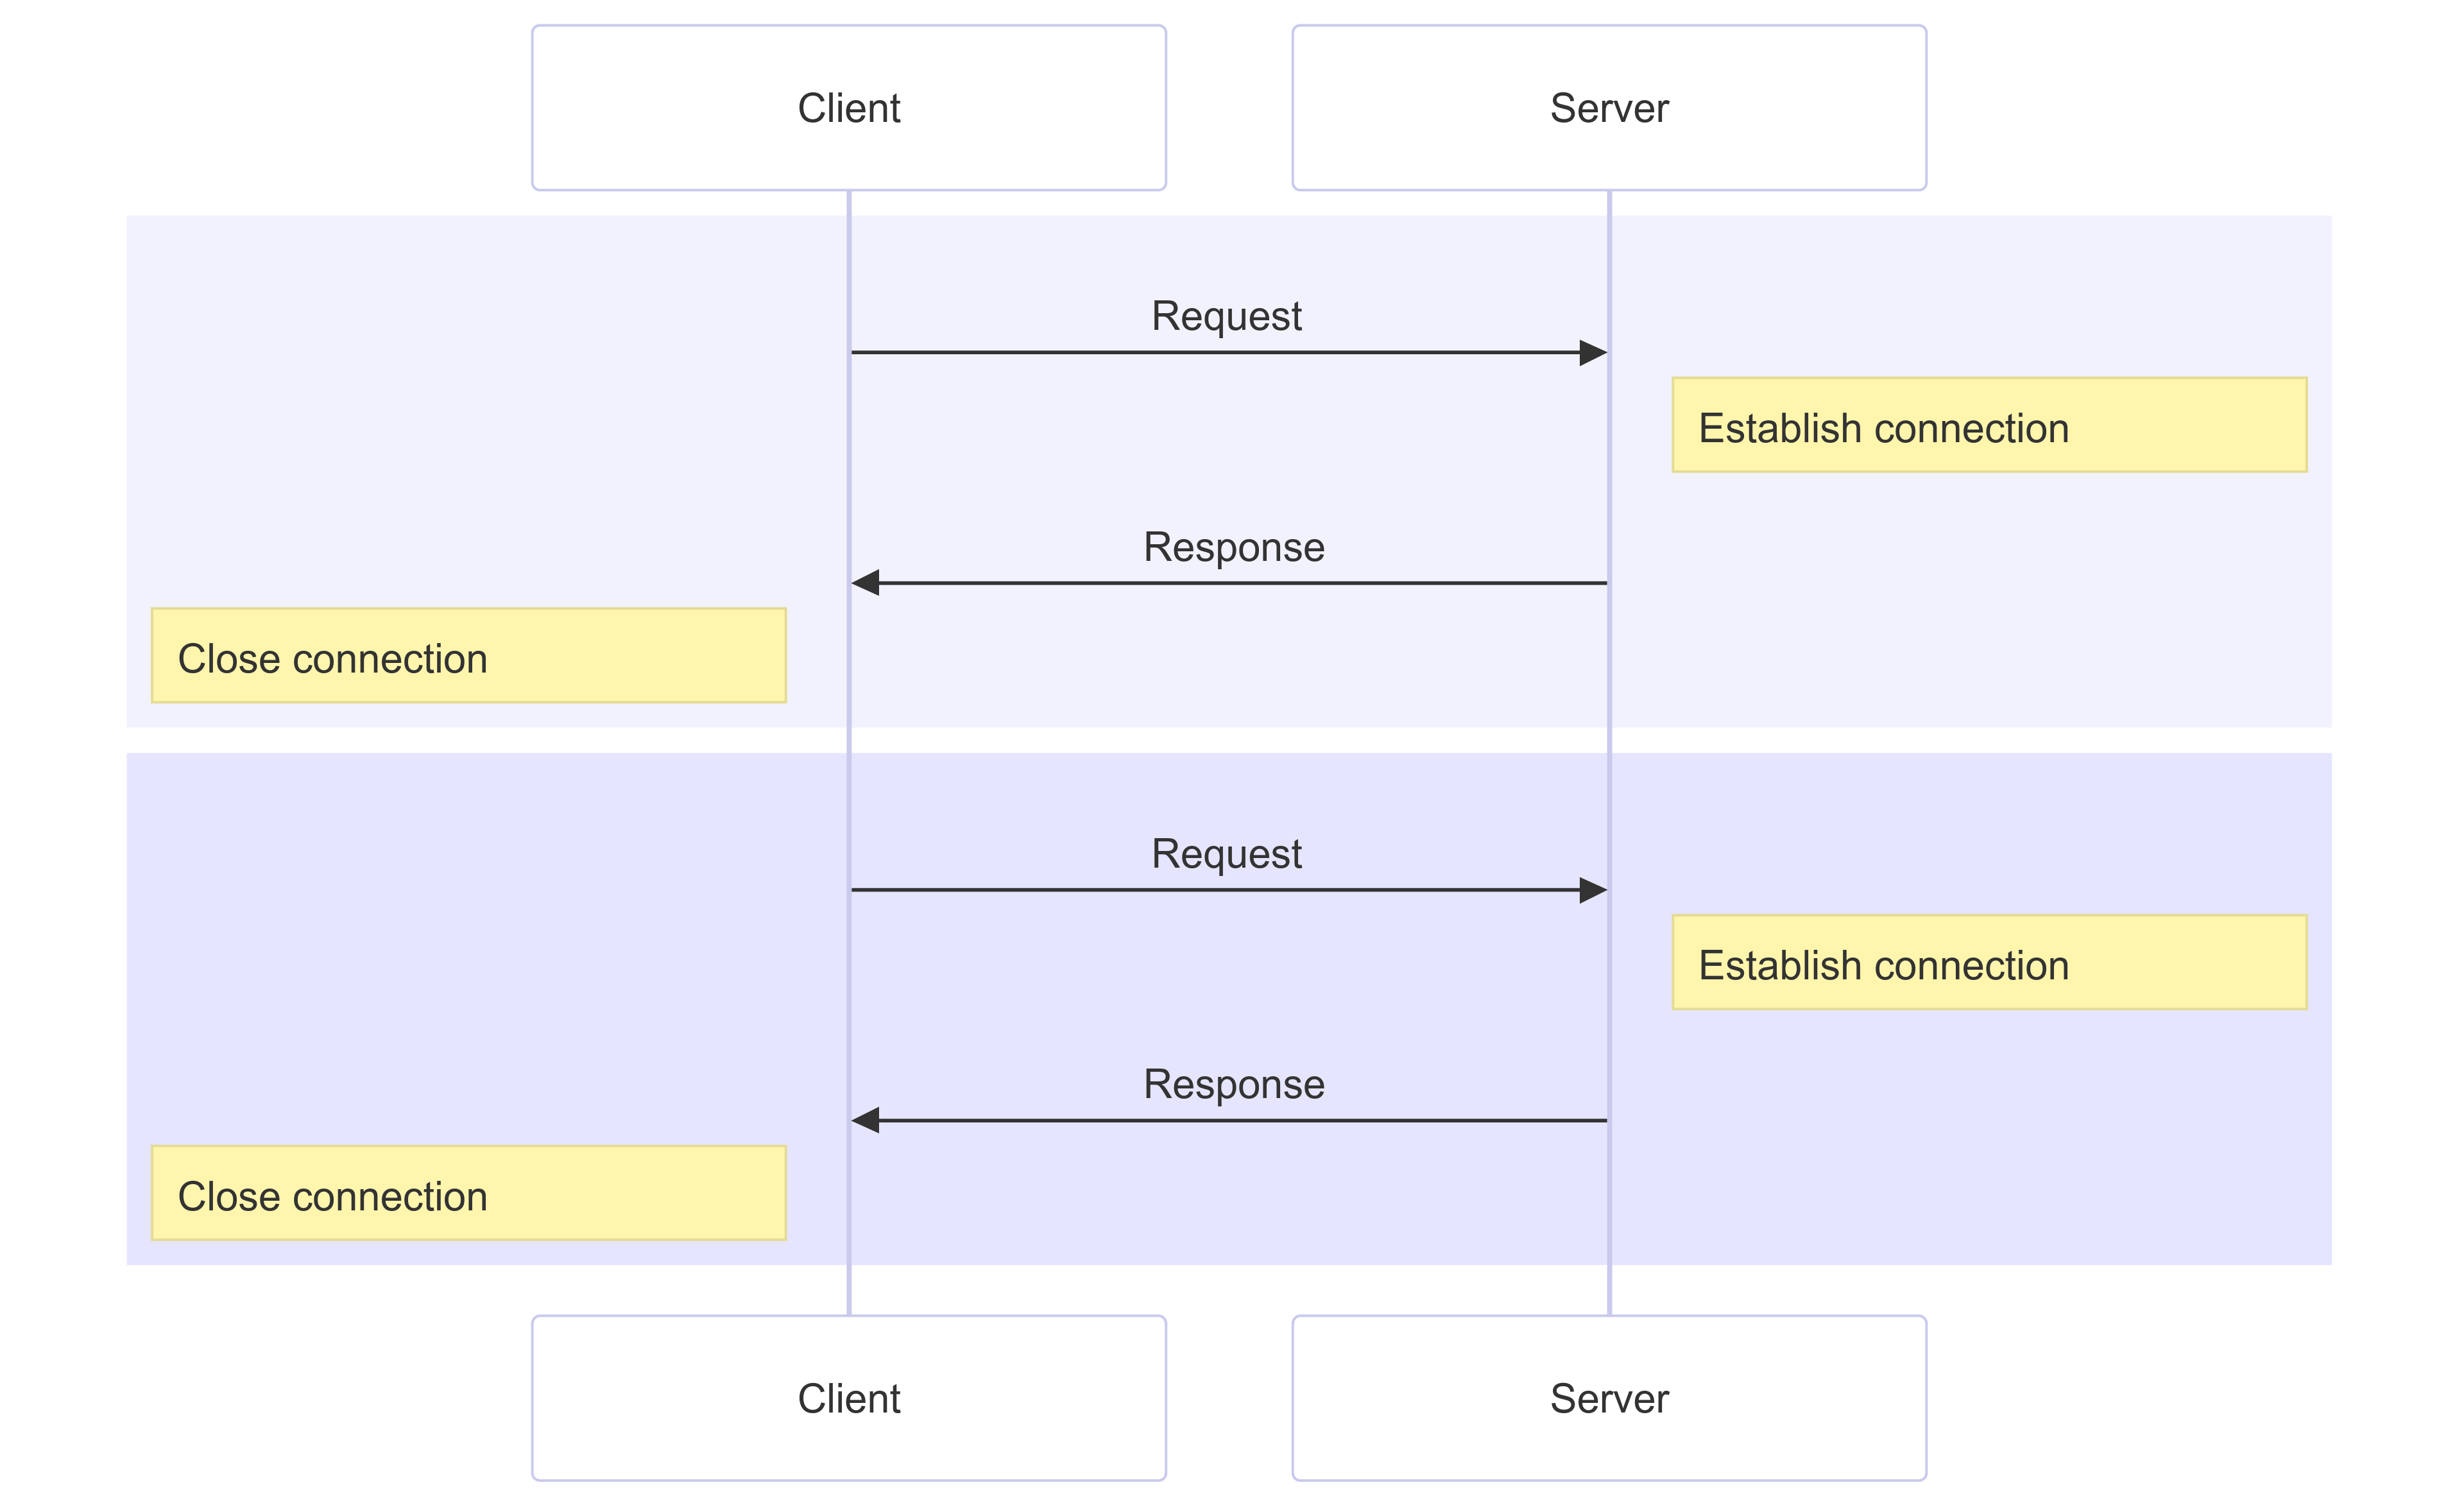 Client
Server
Request
Establish connection
Response
Close connection
Request
Establish connection
Response
Close connection
Client
Server